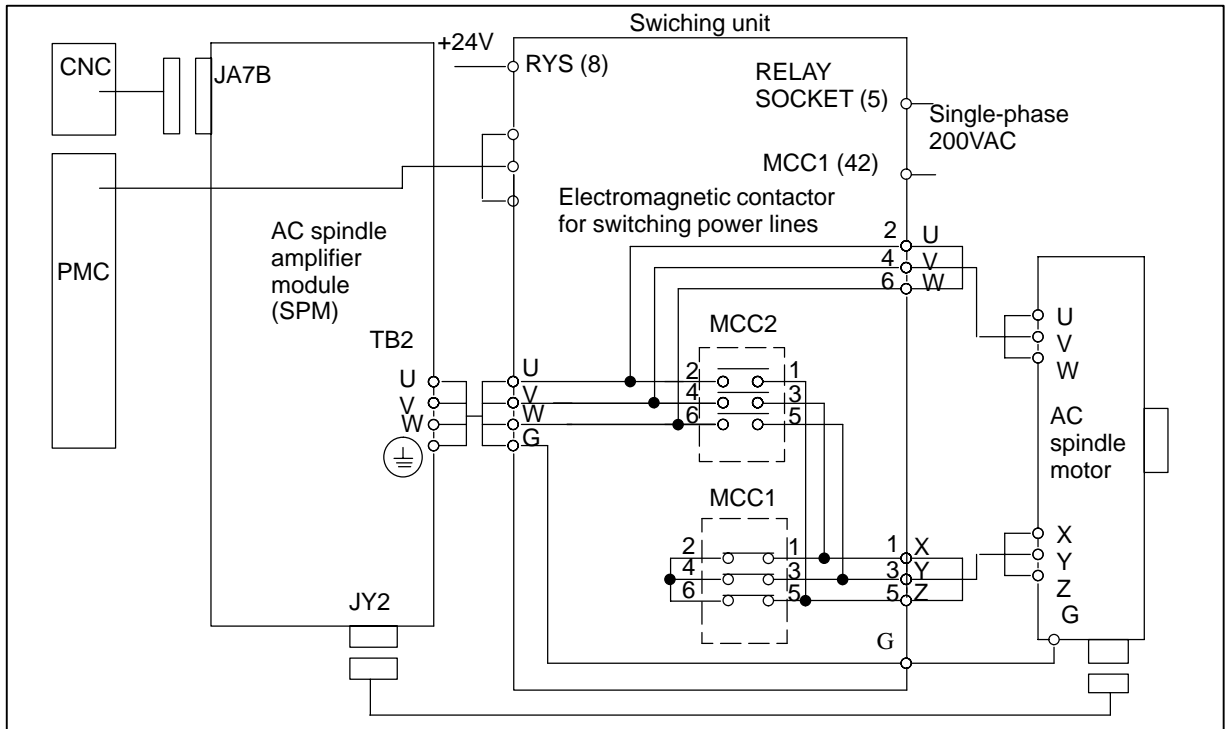 Swiching unit
+24V
CNC
JA7B
RYS (8)
RELAY
SOCKET (5)
Single-phase
200VAC
MCC1 (42)
Electromagnetic contactor
for switching power lines
PMC
AC spindle
amplifier
module
(SPM)
2 U
4 V
6 W
TB2
MCC2
U
V
W
U
V
W
G
2 1
4 3
6 5
U
V
W
AC
spindle
motor
MCC1
2 1
4 3
6 5
1 X
3 Y
5 Z
X
Y
Z
G
G
JY2